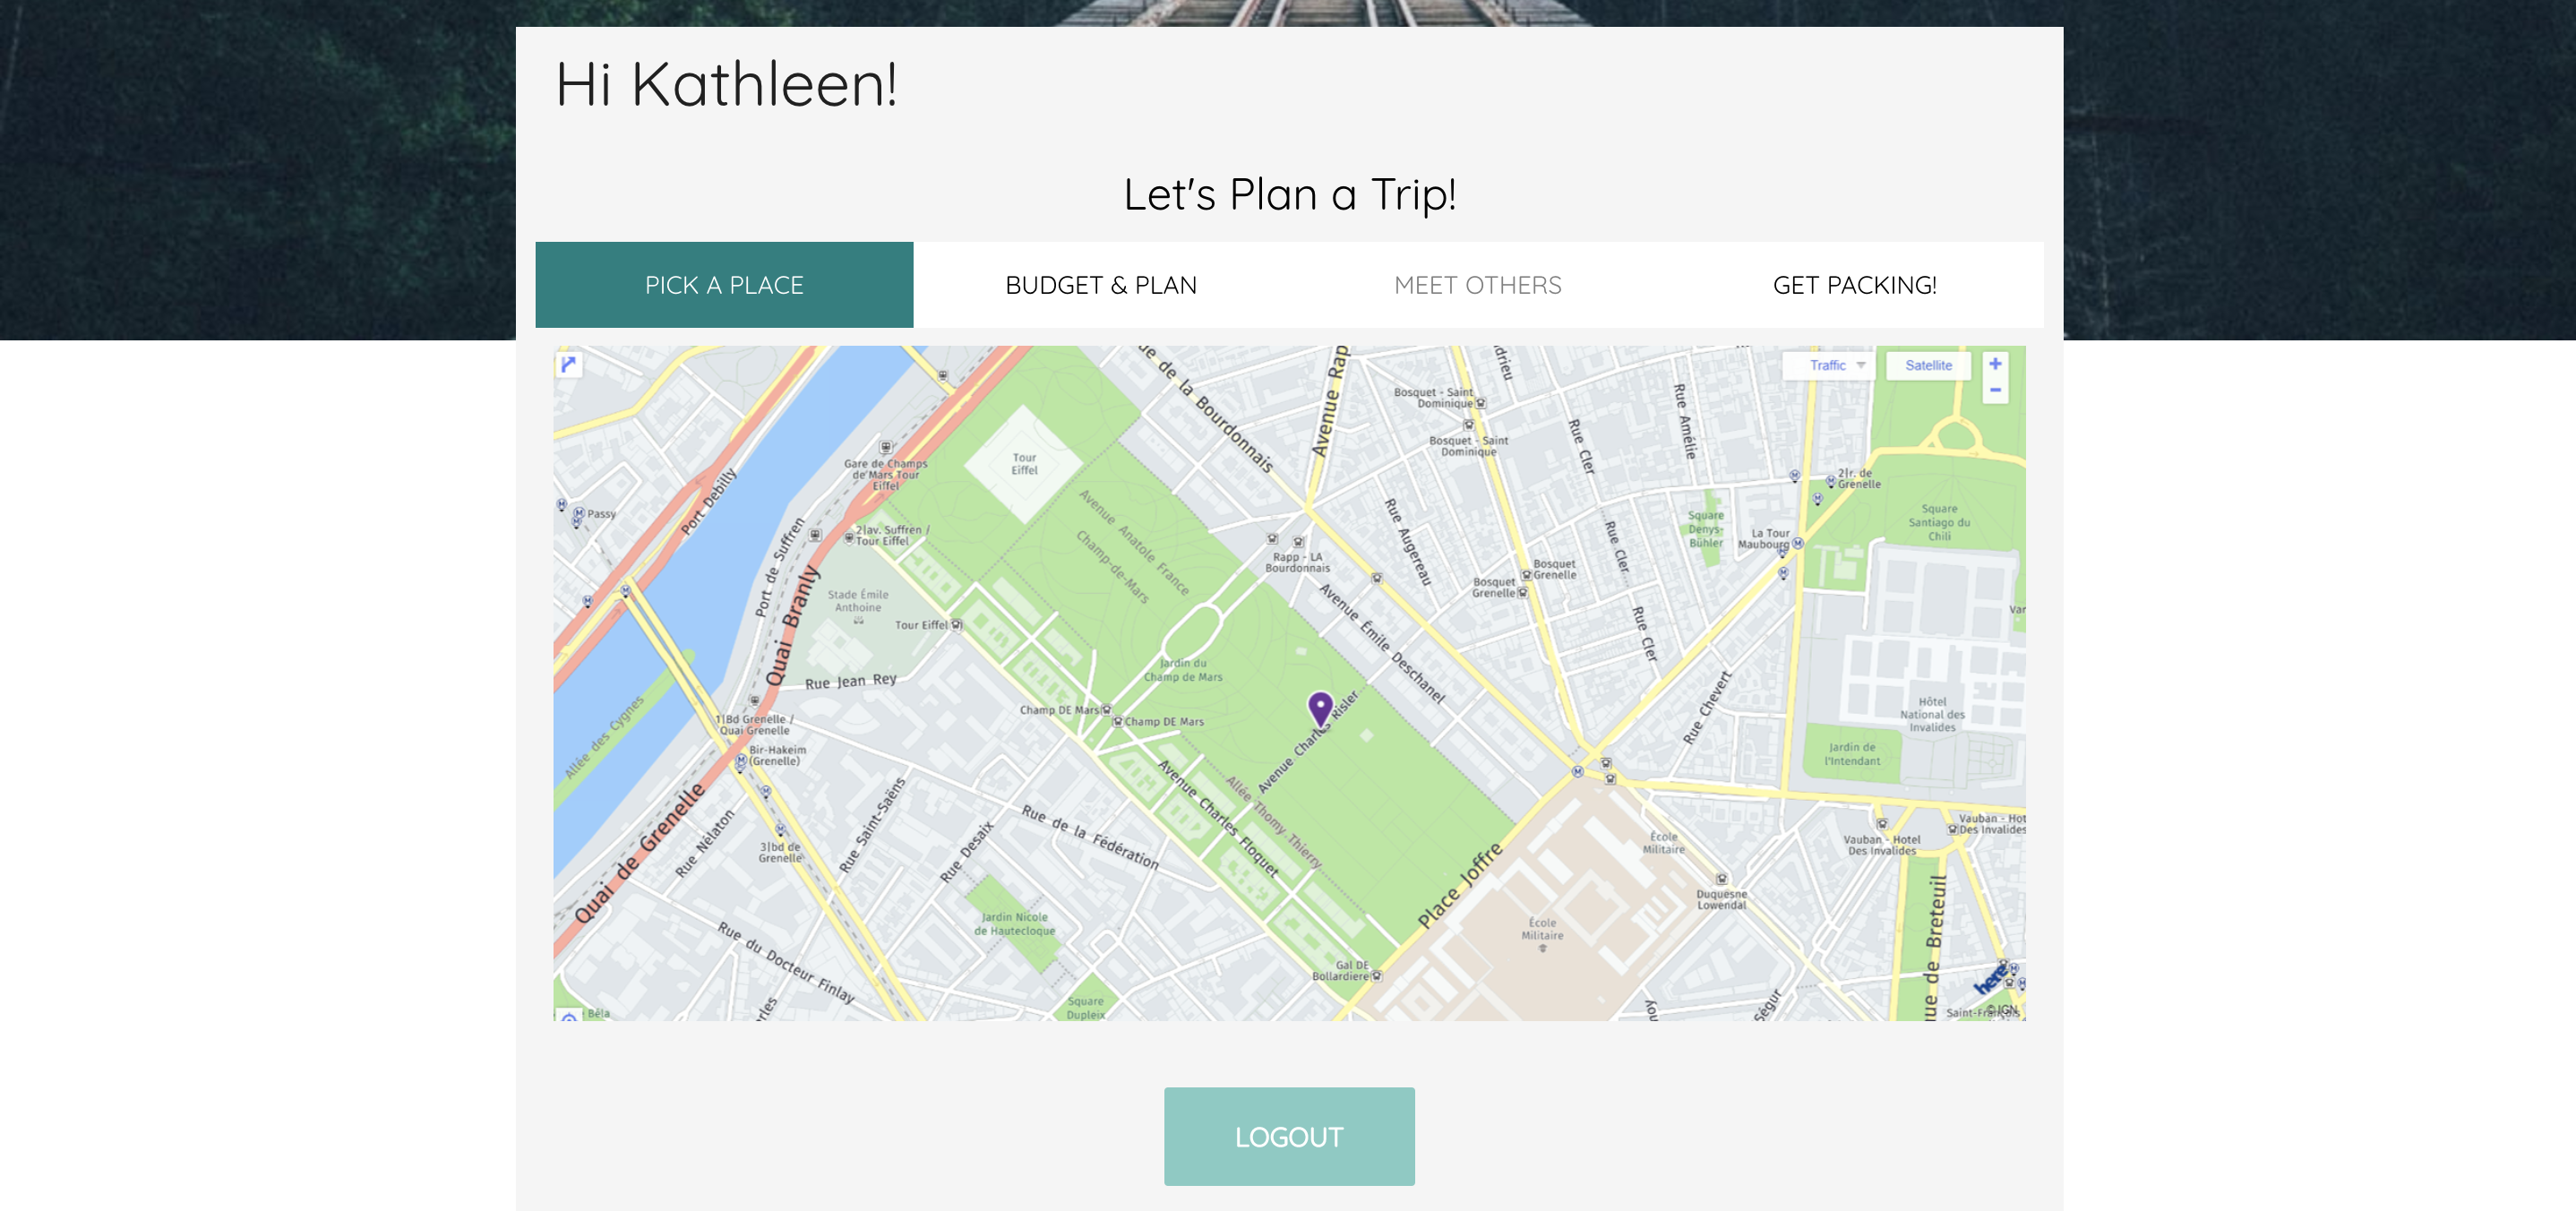 Hi Kathleen!
Let's Plan a Trip!
PICK A PLACE
BUDGET & PLAN
MEET OTHERS
GET PACKING!
Traffic
Satellite
+
-
Rue de la Bourdonnais
Avenue Rap
drieu
Bosquet - Saint
Dominique
Bosquet - Saint
Dominique
Rue Cler
Rue Amélie
Tour
Eiffel
Gare de Champs
de Mars Tour
Eiffel
Port Debilly
Passy
2|av. Suffren /
Tour Eiffel
Avenue Anatole France
Champ-de-Mars
Rapp - LA
Bourdonnais
Rue Augereau
Bosquet
Grenelle
Bosquet
Grenelle
Rue Cler
Square
Denys-
Bühler
La Tour
Maubourg
2|r. de
Grenelle
Square
Santiago du
Chili
Port de Suffren
Quai Branly
Stade Émile
Anthoine
Tour Eiffel
Avenue Émile Deschanel
Rue Cler
Var
Rue Jean Rey
Jardin du
Champ de Mars
Allée des Cygnes
1|Bd Grenelle /
Quai Grenelle
Bir-Hakeim
(Grenelle)
Champ DE Mars
Champ DE Mars
Avenue Charles Risler
Rue Chevert
Hôtel
National des
Invalides
Jardin de
l'Intendant
Quai de Grenelle
Rue Nélaton
3|bd de
Grenelle
Rue Saint-Saëns
Rue Desaix
Rue de la Fédération
Avenue Charles Floquet
Allée Thomy Thierry
Place Joffre
École
Militaire
École
Militaire
Duquesne
Lowendal
Vauban - Hotel
Des Invalides
Vauban - Hot
Des Invalides
ue de Breteuil
Rue du Docteur Finlay
Jardin Nicole
de Hautecloque
Gal DE
Bollardiere
Square
Dupleix
Béla
rles
Ségur
here
© IGN
Saint-François
LOGOUT